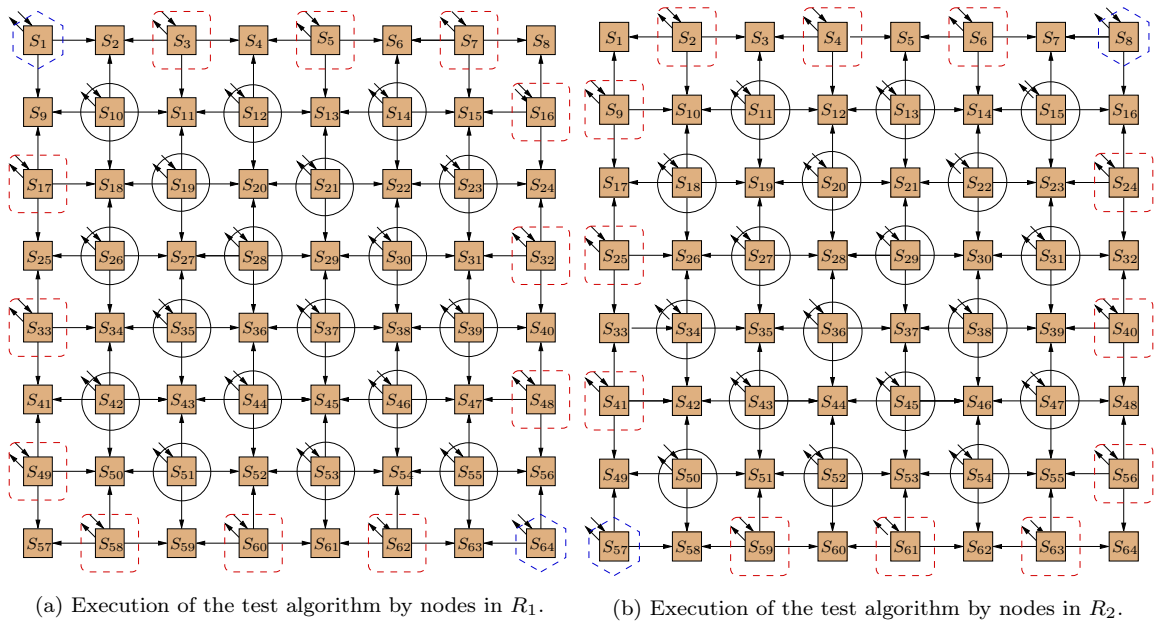 S1 S2 S3 S4 S5 S6 S7 S8
S9 S10 S11 S12 S13 S14 S15 S16
S17 S18 S19 S20 S21 S22 S23 S24
S25 S26 S27 S28 S29 S30 S31 S32
S33 S34 S35 S36 S37 S38 S39 S40
S41 S42 S43 S44 S45 S46 S47 S48
S49 S50 S51 S52 S53 S54 S55 S56
S57 S58 S59 S60 S61 S62 S63 S64
(a) Execution of the test algorithm by nodes in R1.
S1 S2 S3 S4 S5 S6 S7 S8
S9 S10 S11 S12 S13 S14 S15 S16
S17 S18 S19 S20 S21 S22 S23 S24
S25 S26 S27 S28 S29 S30 S31 S32
S33 S34 S35 S36 S37 S38 S39 S40
S41 S42 S43 S44 S45 S46 S47 S48
S49 S50 S51 S52 S53 S54 S55 S56
S57 S58 S59 S60 S61 S62 S63 S64
(b) Execution of the test algorithm by nodes in R2.